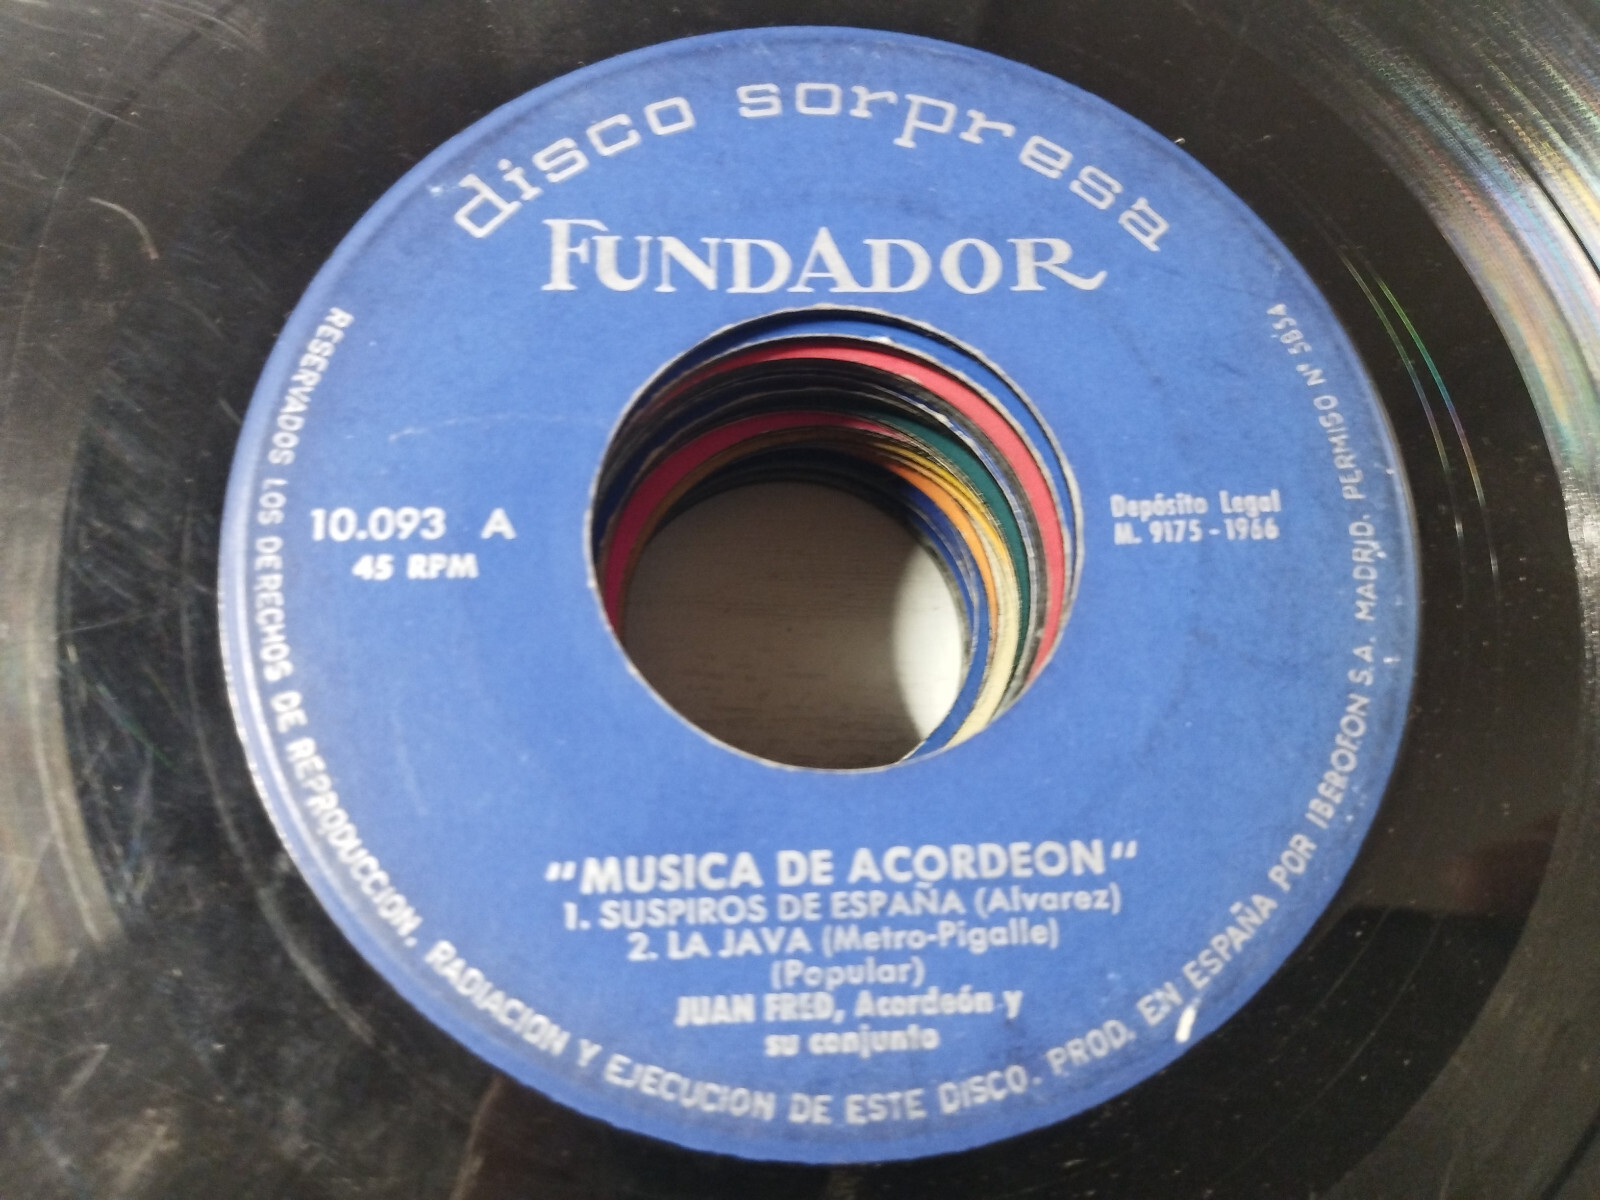 disco sorpresa
FUNDADOR
10.093 A
45 RPM
Depósito Legal
M. 9175 - 1966
"MUSICA DE ACORDEON"
1. SUSPIROS DE ESPAÑA (Alvarez)
2. LA JAVA (Metro-Pigalle)
(Popular)
JUAN FRED, Acordeón y
su conjunto
RESERVADOS LOS DERECHOS DE REPRODUCCION, RADIACION Y EJECUCION DE ESTE DISCO. PROD. EN ESPAÑA POR IBEROFON S.A. MADRID. PERMISO Nº 5854